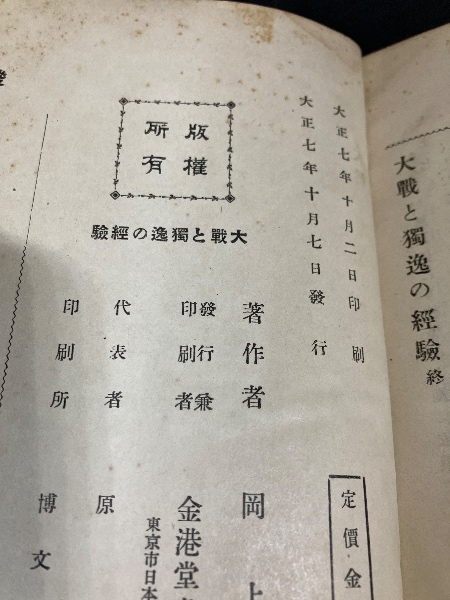 大戰と獨逸の經驗 終
大正七年十月二日印刷
大正七年十月七日發行
定價金
版權
所有
大戰と獨逸の經驗
著作者 岡上
發行兼
印刷者 金港堂
東京市日本
代表者 原
印刷所 博文